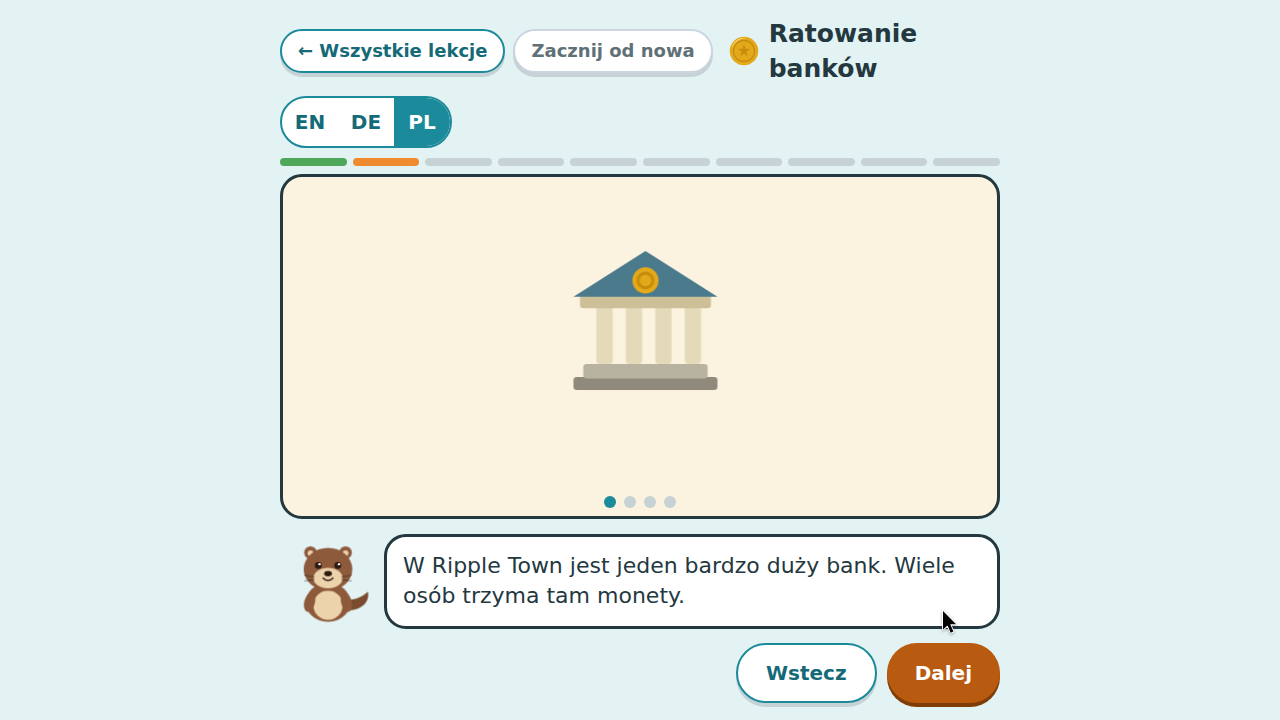 ← Wszystkie lekcje
Zacznij od nowa
Ratowanie
banków
EN DE PL
W Ripple Town jest jeden bardzo duży bank. Wiele
osób trzyma tam monety.
Wstecz
Dalej